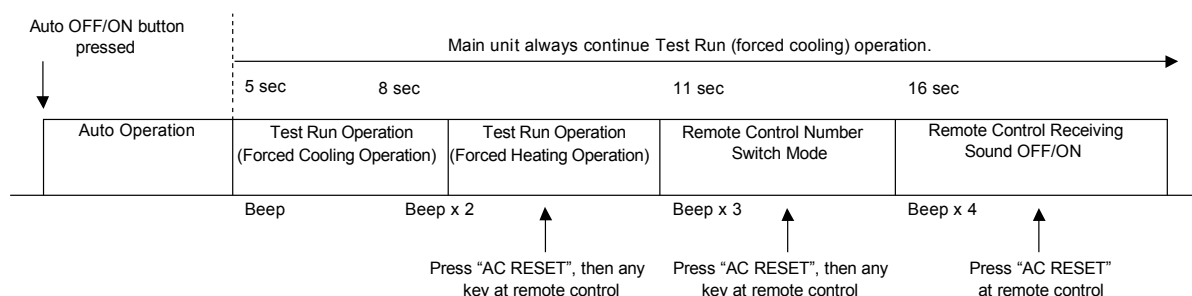 Auto OFF/ON button
pressed
Main unit always continue Test Run (forced cooling) operation.
5 sec
8 sec
11 sec
16 sec
Auto Operation
Test Run Operation
(Forced Cooling Operation)
Test Run Operation
(Forced Heating Operation)
Remote Control Number
Switch Mode
Remote Control Receiving
Sound OFF/ON
Beep
Beep x 2
Beep x 3
Beep x 4
Press “AC RESET”, then any
key at remote control
Press “AC RESET”, then any
key at remote control
Press “AC RESET”
at remote control